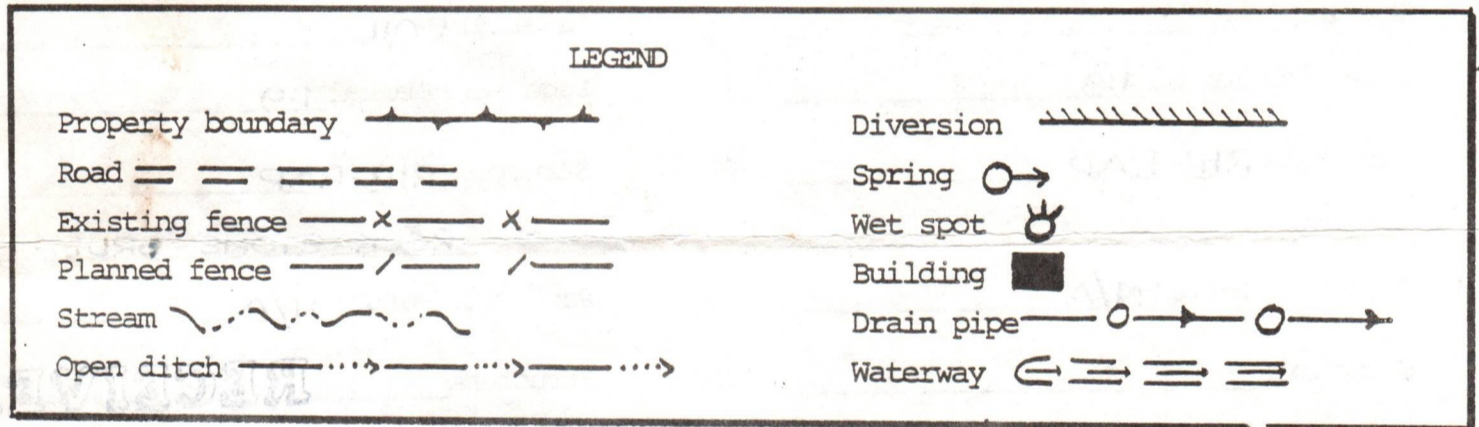 LEGEND
Property boundary
Road
Existing fence
Planned fence
Stream
Open ditch
Diversion
Spring
Wet spot
Building
Drain pipe
Waterway